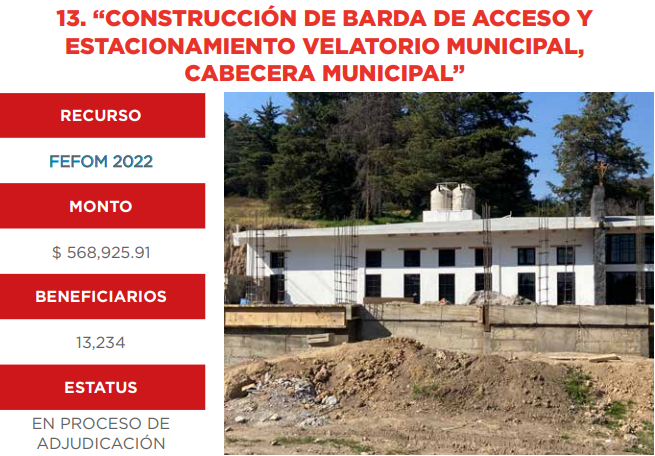 13. “CONSTRUCCIÓN DE BARDA DE ACCESO Y
ESTACIONAMIENTO VELATORIO MUNICIPAL,
CABECERA MUNICIPAL”
RECURSO
FEFOM 2022
MONTO
$ 568,925.91
BENEFICIARIOS
13,234
ESTATUS
EN PROCESO DE
ADJUDICACIÓN